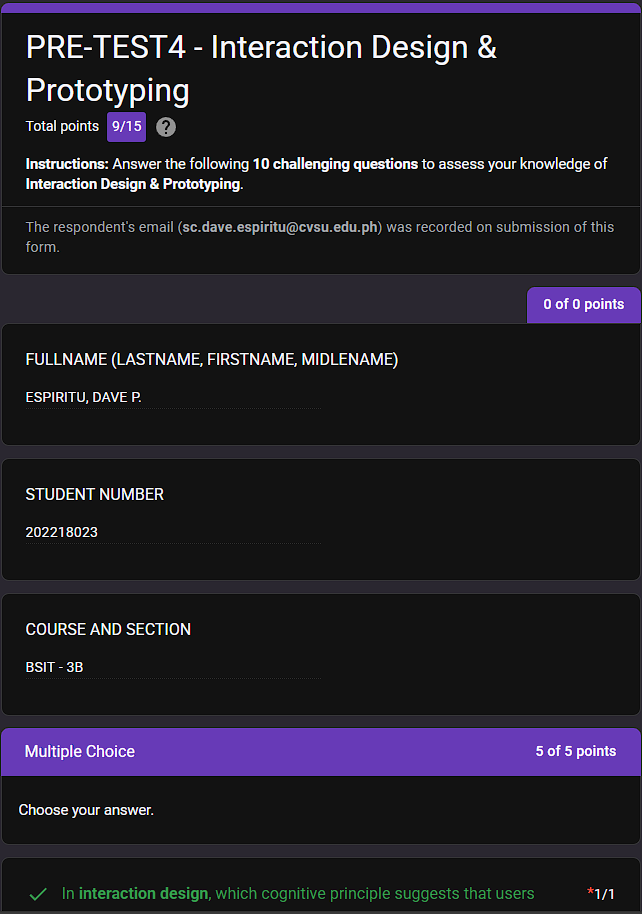 PRE-TEST4 - Interaction Design &
Prototyping
Total points 9/15 ?
Instructions: Answer the following 10 challenging questions to assess your knowledge of
Interaction Design & Prototyping.
The respondent's email (sc.dave.espiritu@cvsu.edu.ph) was recorded on submission of this
form.
0 of 0 points
FULLNAME (LASTNAME, FIRSTNAME, MIDLENAME)
ESPIRITU, DAVE P.
STUDENT NUMBER
202218023
COURSE AND SECTION
BSIT - 3B
Multiple Choice 5 of 5 points
Choose your answer.
In interaction design, which cognitive principle suggests that users *1/1